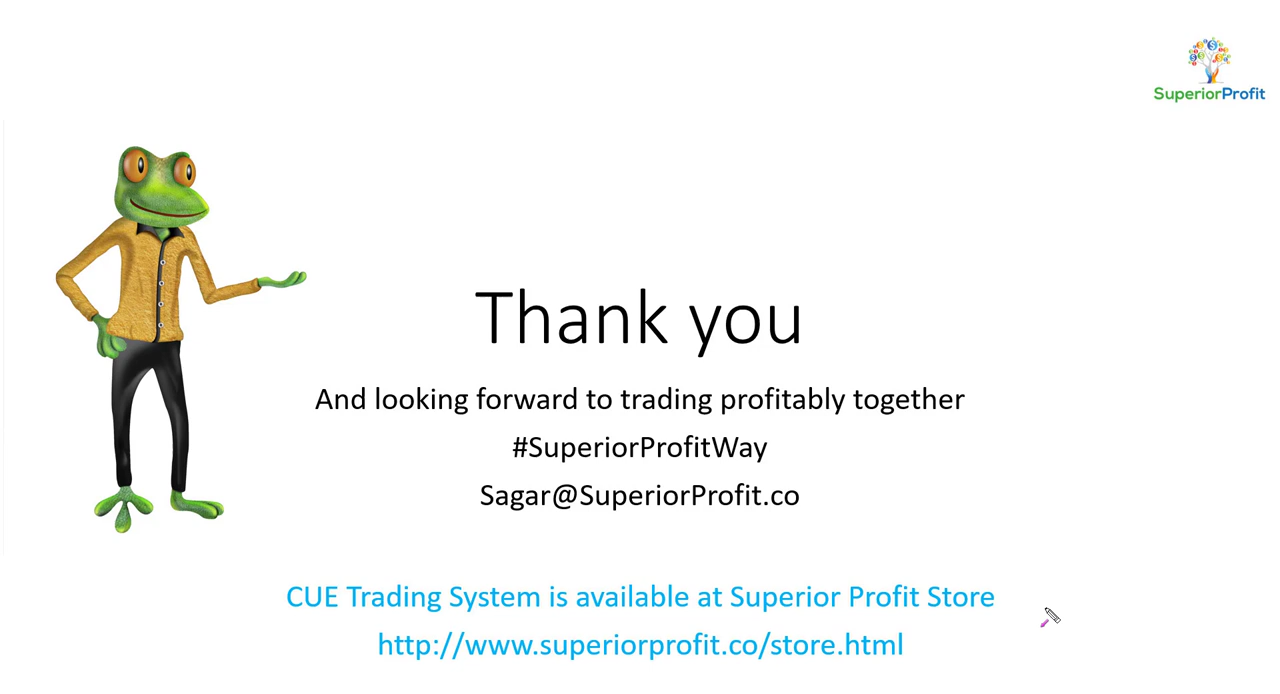 SuperiorProfit
Thank you
And looking forward to trading profitably together
#SuperiorProfitWay
Sagar@SuperiorProfit.co
CUE Trading System is available at Superior Profit Store
http://www.superiorprofit.co/store.html